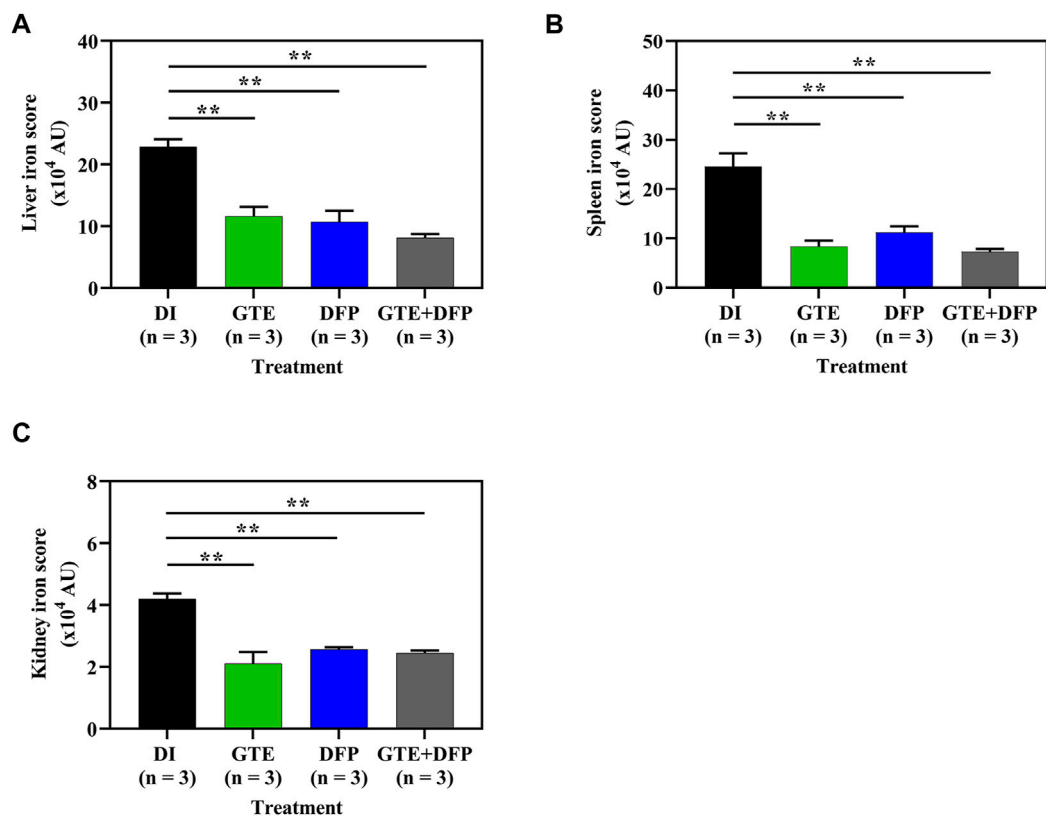 A
Liver iron score
(x10⁴ AU)
40
30
20
10
0
**
**
**
DI
GTE
DFP
GTE+DFP
(n = 3)
(n = 3)
(n = 3)
(n = 3)
Treatment
B
Spleen iron score
(x10⁴ AU)
50
40
30
20
10
0
**
**
**
DI
GTE
DFP
GTE+DFP
(n = 3)
(n = 3)
(n = 3)
(n = 3)
Treatment
C
Kidney iron score
(x10⁴ AU)
8
6
4
2
0
**
**
**
DI
GTE
DFP
GTE+DFP
(n = 3)
(n = 3)
(n = 3)
(n = 3)
Treatment